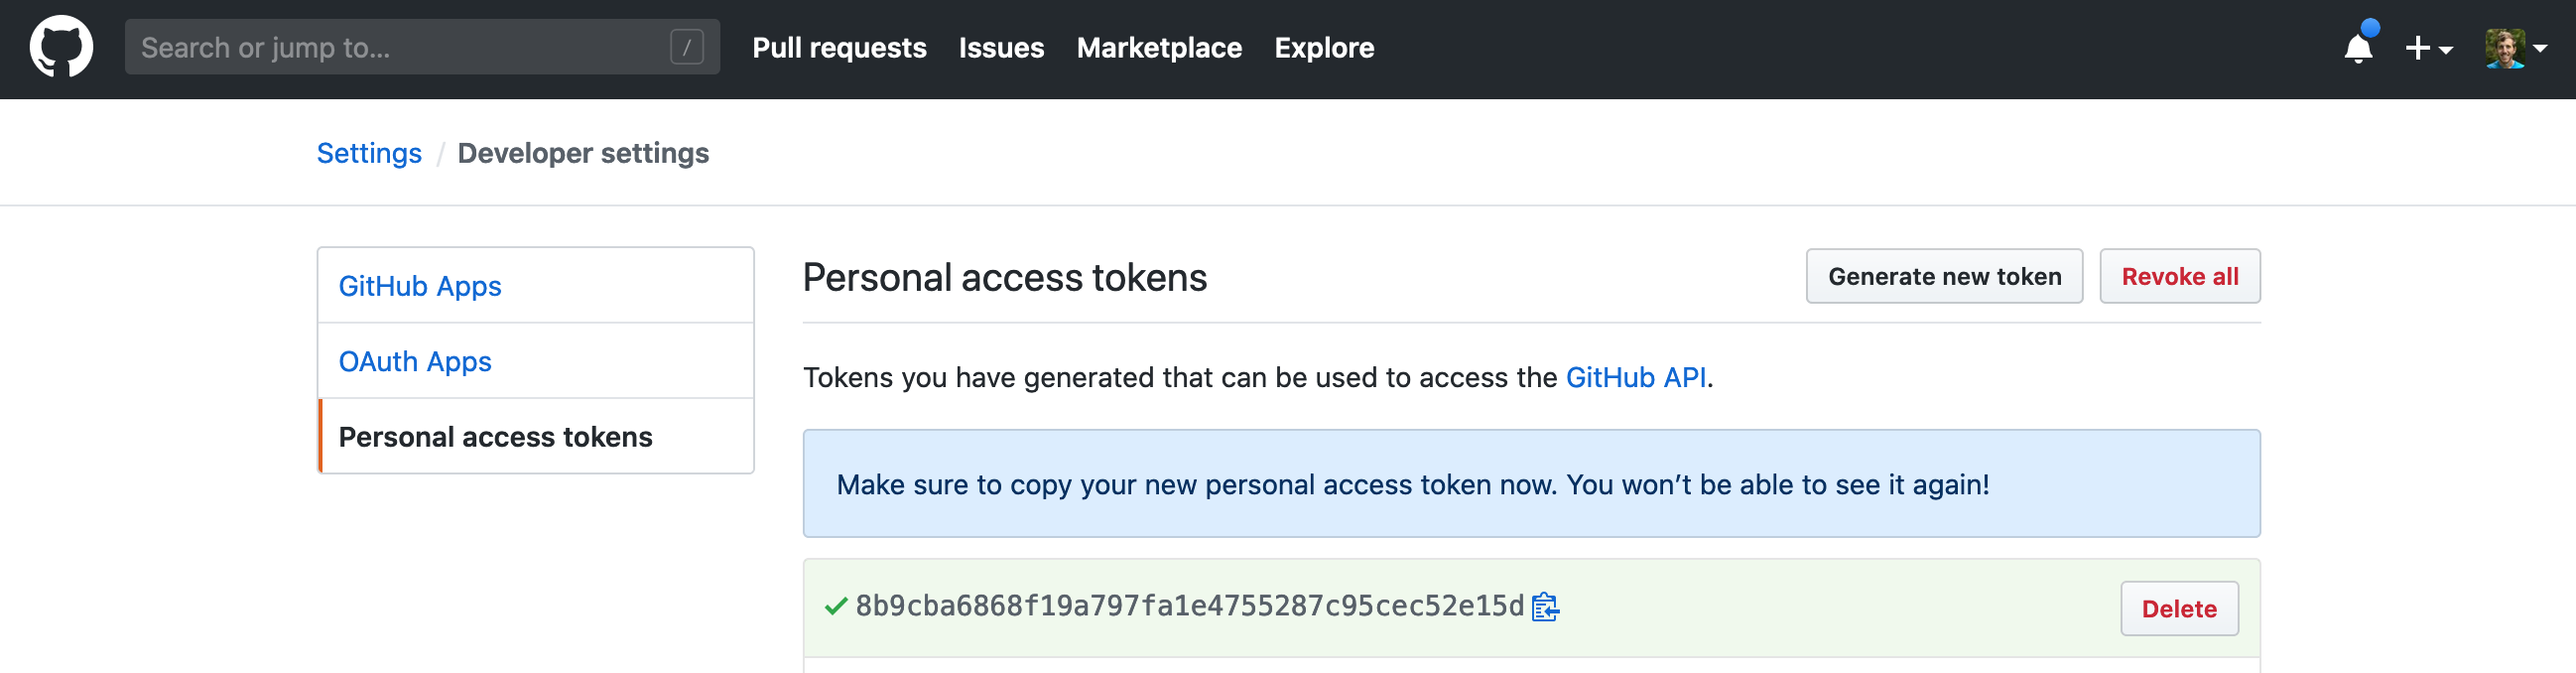 Search or jump to... /
Pull requests Issues Marketplace Explore
Settings / Developer settings
GitHub Apps
OAuth Apps
Personal access tokens
Personal access tokens
Generate new token
Revoke all
Tokens you have generated that can be used to access the GitHub API.
Make sure to copy your new personal access token now. You won’t be able to see it again!
8b9cba6868f19a797fa1e4755287c95cec52e15d
Delete